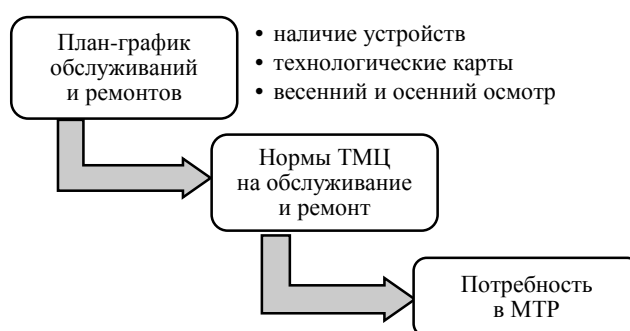 План-график
обслуживаний
и ремонтов
• наличие устройств
• технологические карты
• весенний и осенний осмотр
Нормы ТМЦ
на обслуживание
и ремонт
Потребность
в МТР